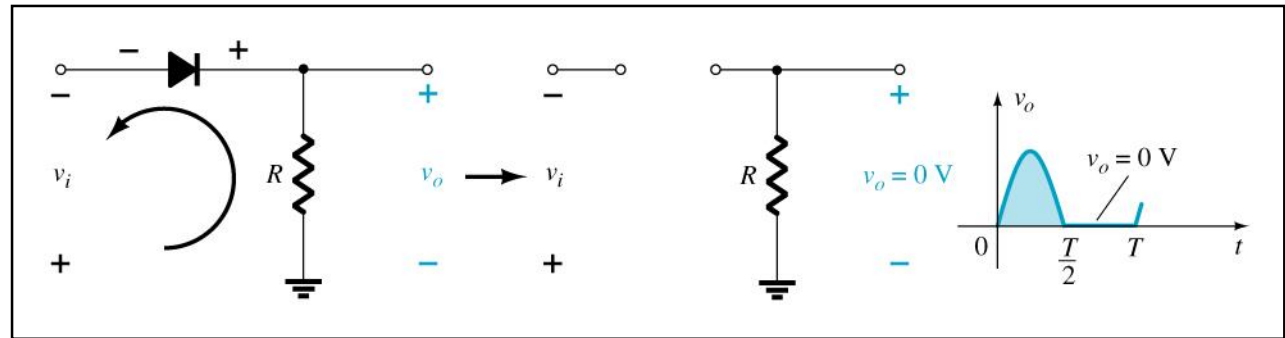 − +
−
v_i
+
R
+
v_o
−
−
v_i
+
R
+
v_o = 0 V
−
v_o
v_o = 0 V
0
T/2
T
t